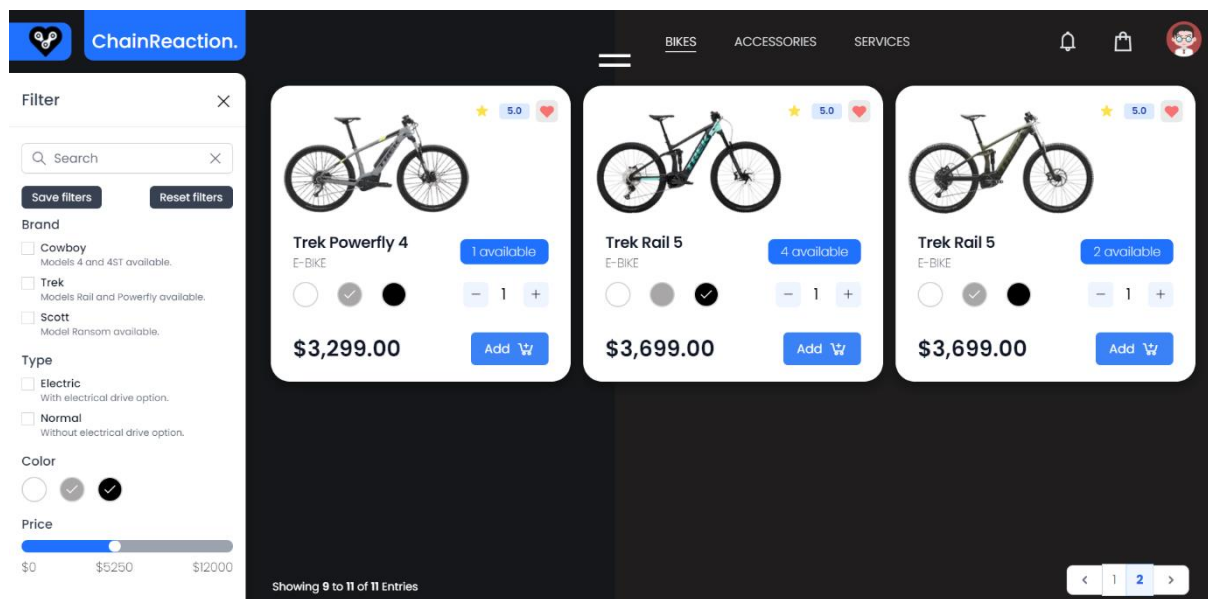 ChainReaction.
BIKES ACCESSORIES SERVICES
Filter
Search
Save filters Reset filters
Brand
Cowboy
Models 4 and 4ST available.
Trek
Models Rail and Powerfly available.
Scott
Model Ransom available.
Type
Electric
With electrical drive option.
Normal
Without electrical drive option.
Color
Price
$0 $5250 $12000
5.0
TREK
Trek Powerfly 4
1 available
E-BIKE
1
$3,299.00
Add
5.0
TREK
Trek Rail 5
4 available
E-BIKE
1
$3,699.00
Add
5.0
Trek Rail 5
2 available
E-BIKE
1
$3,699.00
Add
Showing 9 to 11 of 11 Entries
< 1 2 >